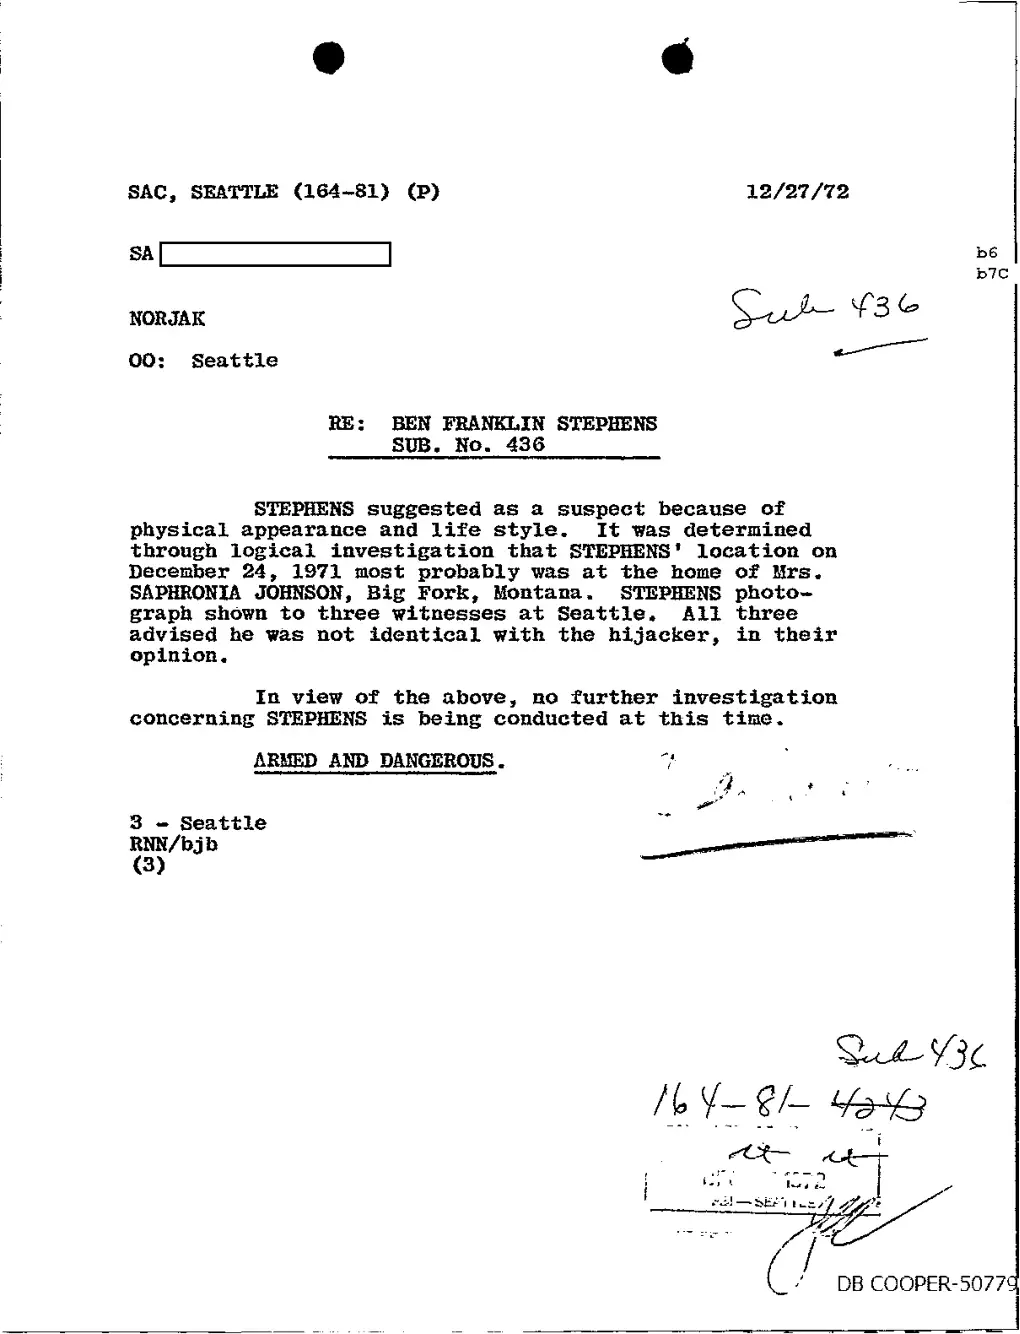 SAC, SEATTLE (164-81) (P) 12/27/72
SA
b6
b7C
NORJAK
Sub 436
OO: Seattle
RE: BEN FRANKLIN STEPHENS
SUB. No. 436
STEPHENS suggested as a suspect because of
physical appearance and life style. It was determined
through logical investigation that STEPHENS' location on
December 24, 1971 most probably was at the home of Mrs.
SAPHRONIA JOHNSON, Big Fork, Montana. STEPHENS photo-
graph shown to three witnesses at Seattle. All three
advised he was not identical with the hijacker, in their
opinion.
In view of the above, no further investigation
concerning STEPHENS is being conducted at this time.
ARMED AND DANGEROUS.
3 - Seattle
RNN/bjb
(3)
Sub 436
164-81-4243
DB COOPER-50779